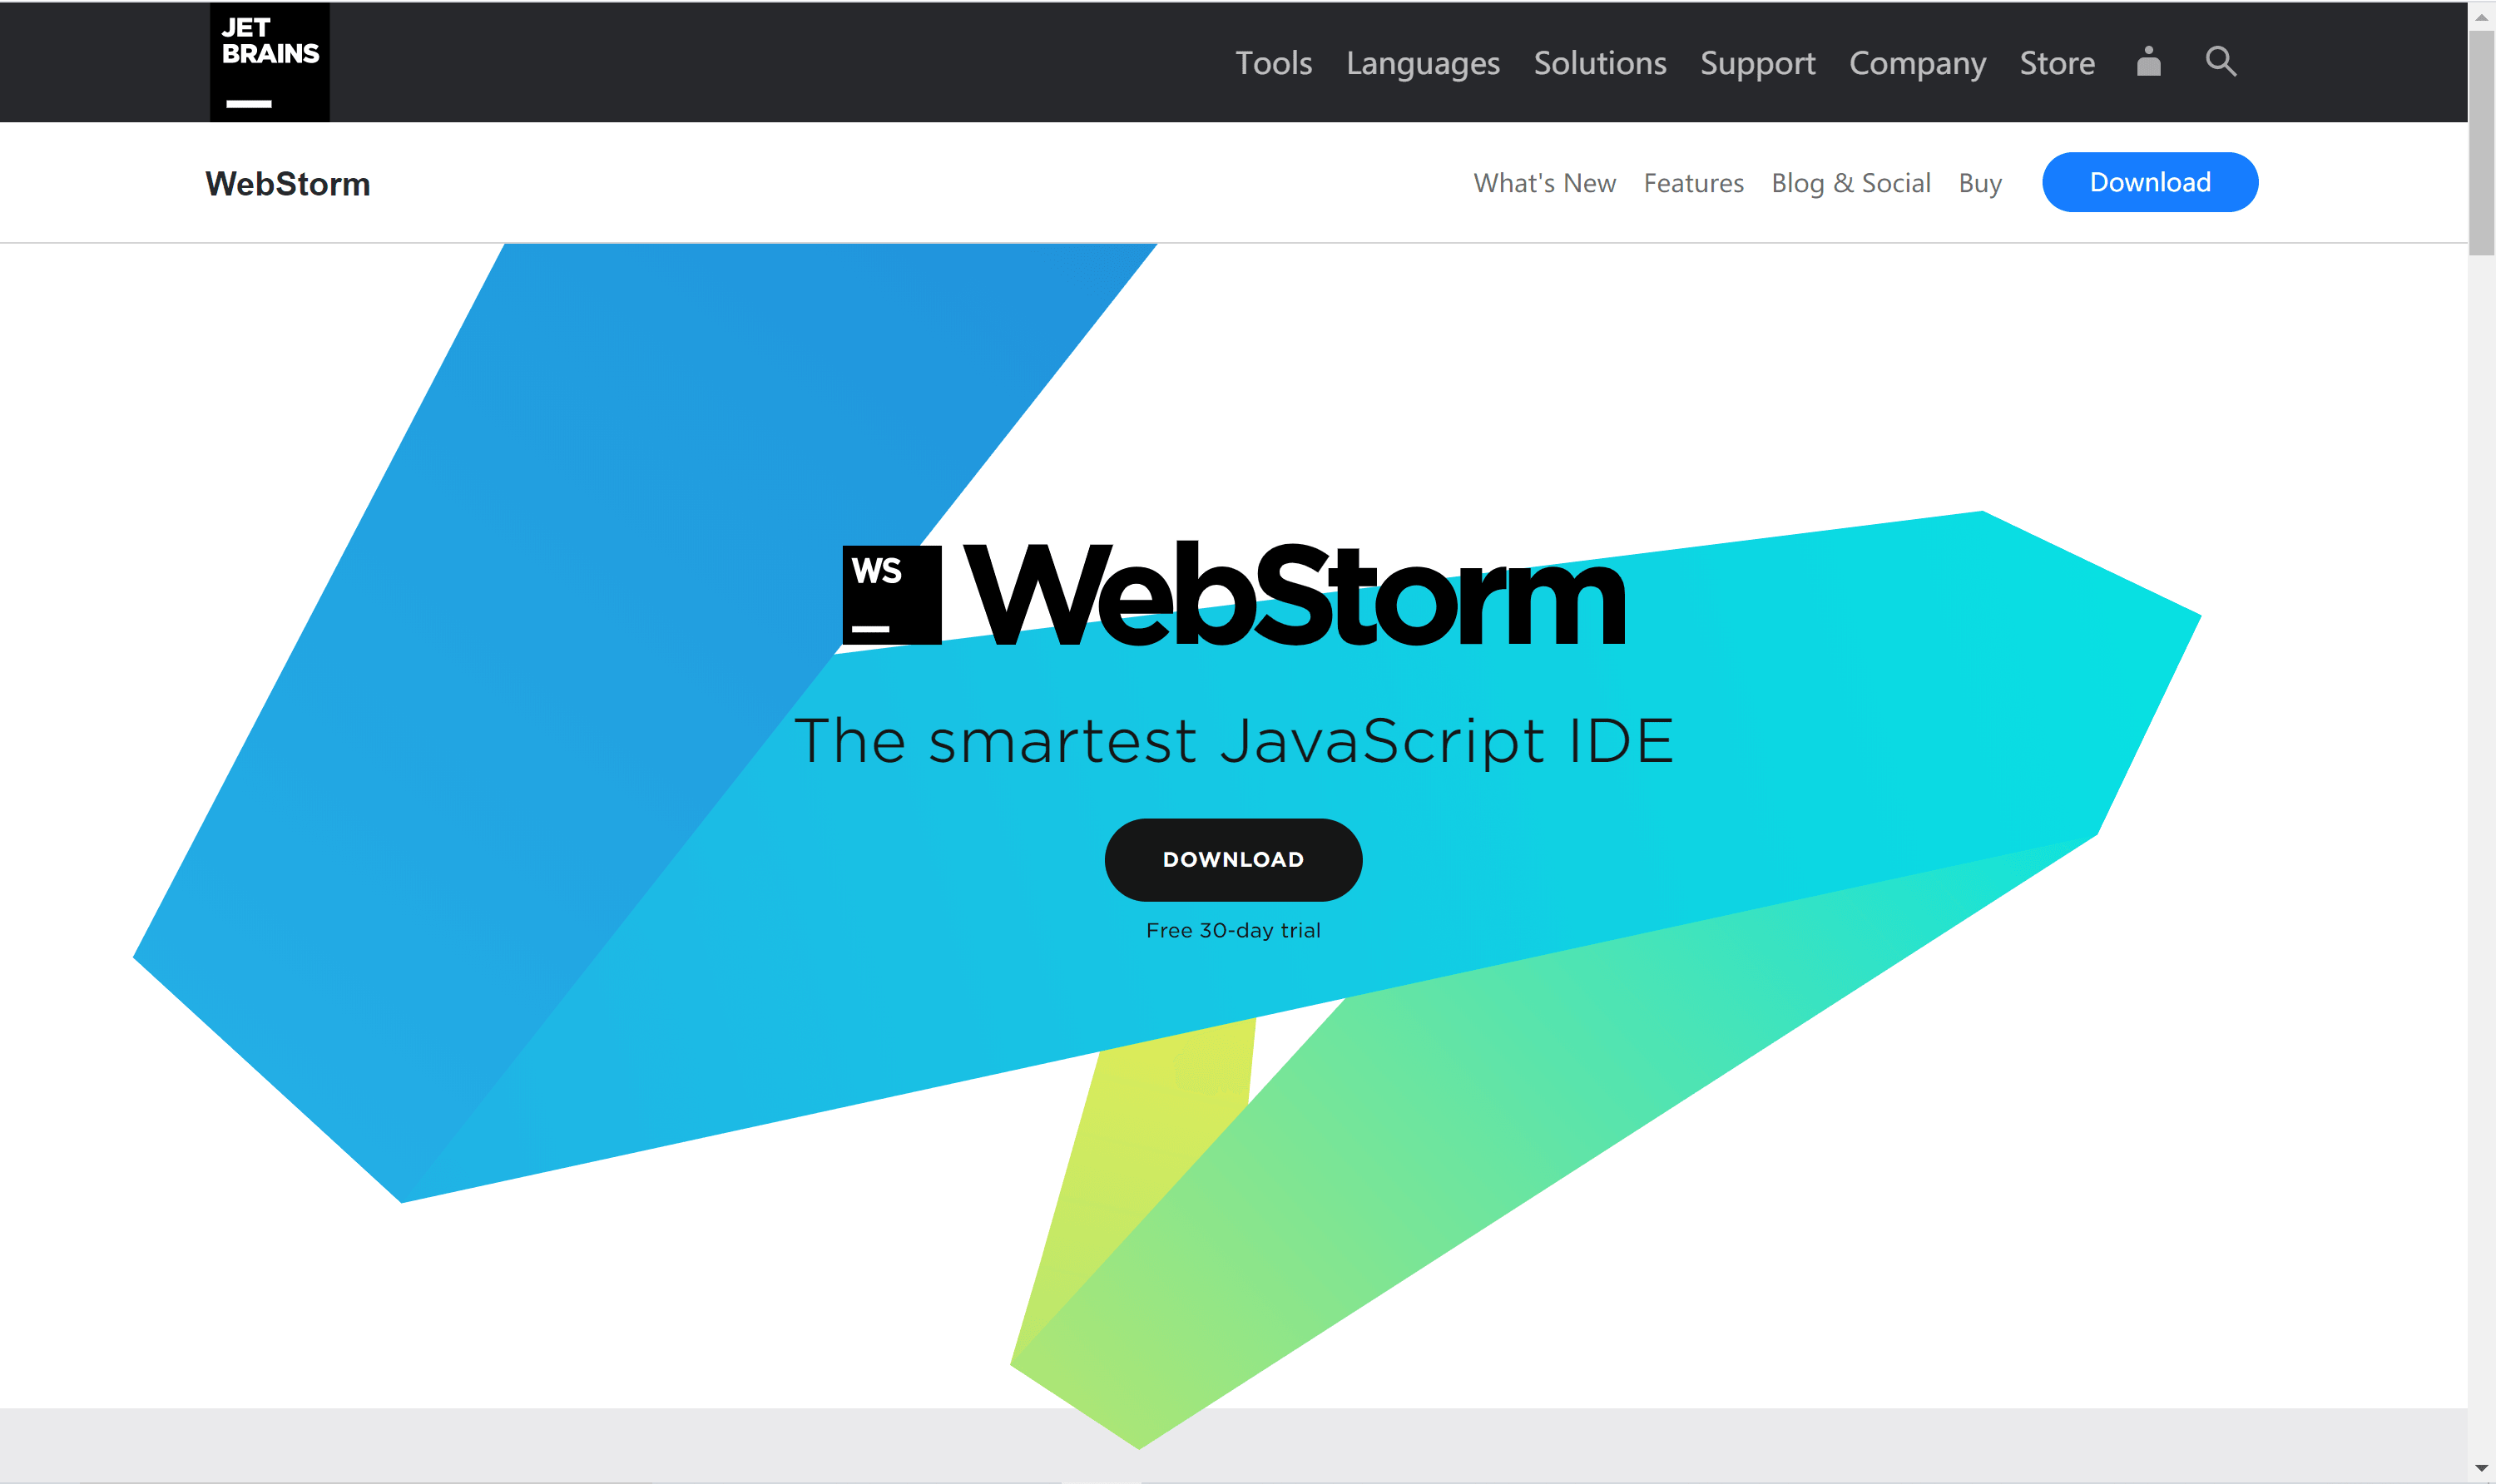 JET
BRAINS
Tools Languages Solutions Support Company Store
WebStorm
What's New Features Blog & Social Buy Download
WS
WebStorm
The smartest JavaScript IDE
DOWNLOAD
Free 30-day trial